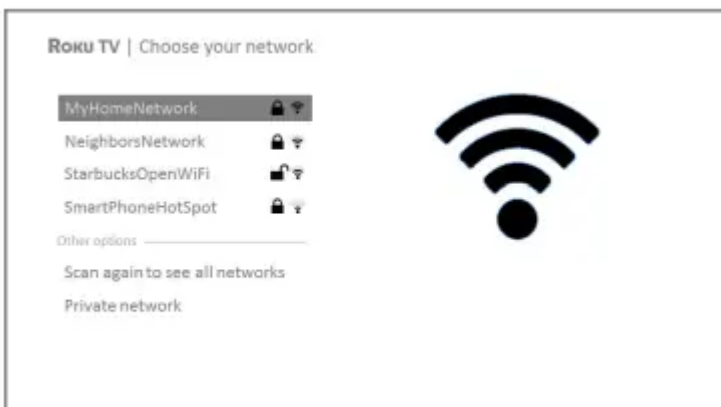 ROKU TV | Choose your network
MyHomeNetwork
NeighborsNetwork
StarbucksOpenWiFi
SmartPhoneHotSpot
Other options
Scan again to see all networks
Private network